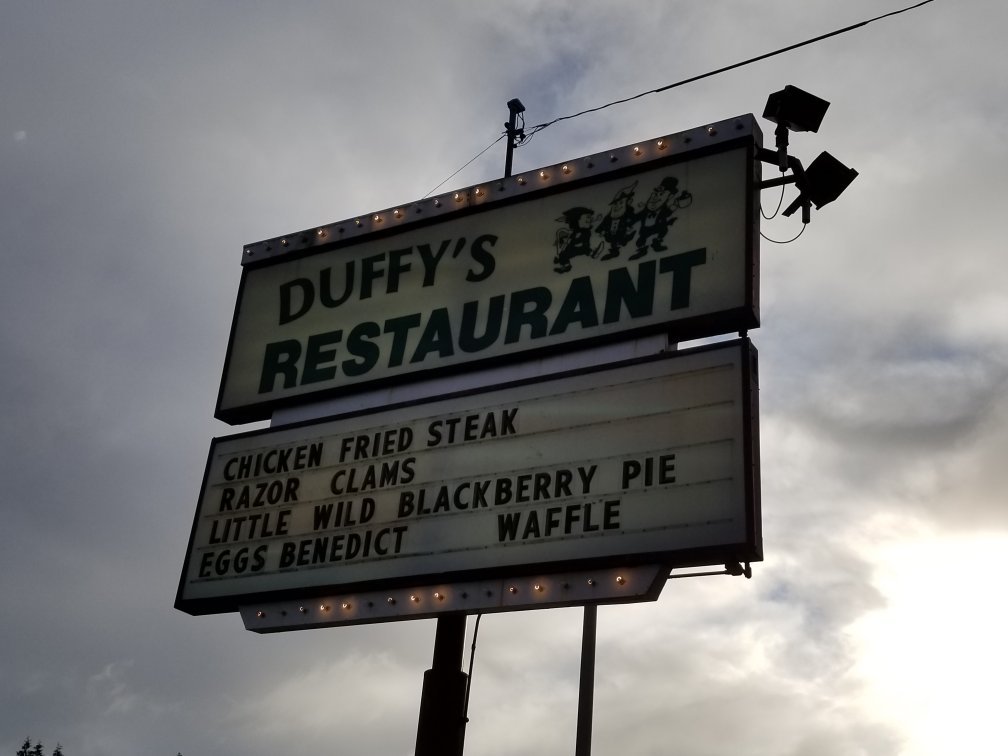 DUFFY'S
RESTAURANT
CHICKEN FRIED STEAK
RAZOR CLAMS
LITTLE WILD BLACKBERRY PIE
EGGS BENEDICT WAFFLE